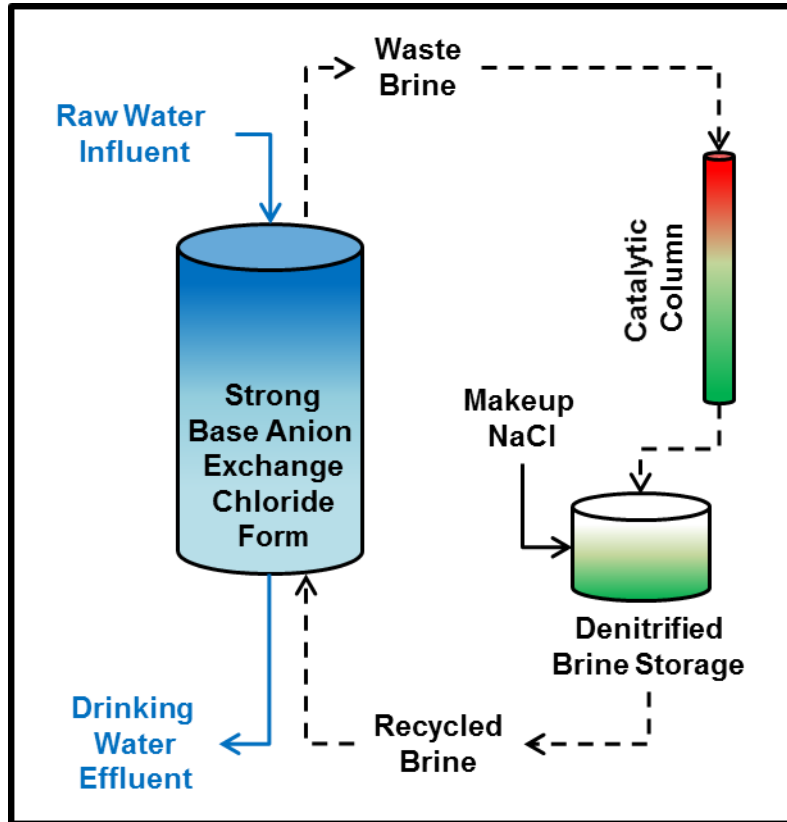 Waste
Brine
Raw Water
Influent
Catalytic
Column
Strong
Base Anion
Exchange
Chloride
Form
Makeup
NaCl
Denitrified
Brine Storage
Drinking
Water
Effluent
Recycled
Brine